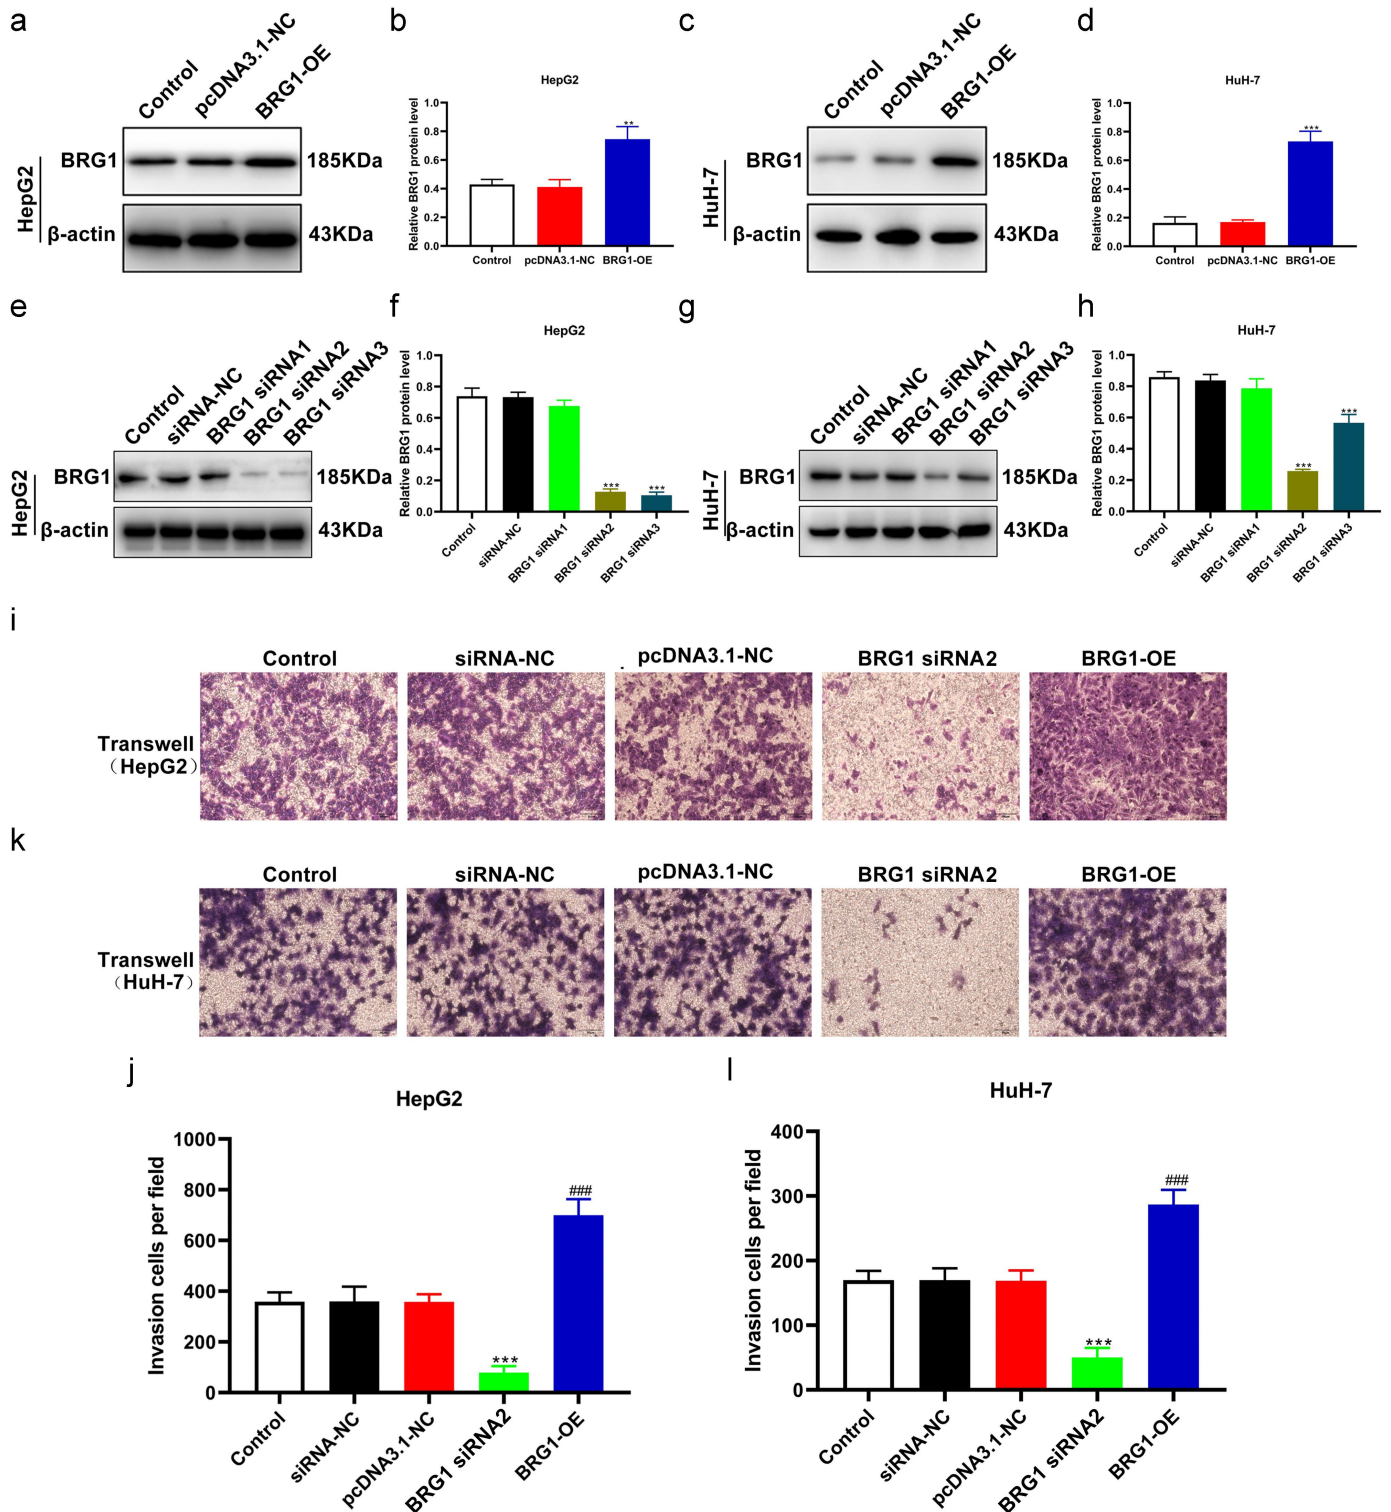 a
b
c
d
Control
pcDNA3.1-NC
BRG1-OE
HepG2
BRG1
185KDa
β-actin
43KDa
HepG2
Relative BRG1 protein level
1.0
0.8
0.6
0.4
0.2
0.0
**
Control
pcDNA3.1-NC
BRG1-OE
Control
pcDNA3.1-NC
BRG1-OE
HuH-7
BRG1
185KDa
β-actin
43KDa
HuH-7
Relative BRG1 protein level
1.0
0.8
0.6
0.4
0.2
0.0
***
Control
pcDNA3.1-NC
BRG1-OE
e
f
g
h
Control
siRNA-NC
BRG1 siRNA1
BRG1 siRNA2
BRG1 siRNA3
HepG2
BRG1
185KDa
β-actin
43KDa
HepG2
Relative BRG1 protein level
1.0
0.8
0.6
0.4
0.2
0.0
***
***
Control
siRNA-NC
BRG1 siRNA1
BRG1 siRNA2
BRG1 siRNA3
Control
siRNA-NC
BRG1 siRNA1
BRG1 siRNA2
BRG1 siRNA3
HuH-7
BRG1
185KDa
β-actin
43KDa
HuH-7
Relative BRG1 protein level
1.0
0.8
0.6
0.4
0.2
0.0
***
***
Control
siRNA-NC
BRG1 siRNA1
BRG1 siRNA2
BRG1 siRNA3
i
Control
siRNA-NC
pcDNA3.1-NC
BRG1 siRNA2
BRG1-OE
Transwell
（HepG2）
k
Control
siRNA-NC
pcDNA3.1-NC
BRG1 siRNA2
BRG1-OE
Transwell
（HuH-7）
j
HepG2
Invasion cells per field
1000
800
600
400
200
0
***
###
Control
siRNA-NC
pcDNA3.1-NC
BRG1 siRNA2
BRG1-OE
l
HuH-7
Invasion cells per field
400
300
200
100
0
***
###
Control
siRNA-NC
pcDNA3.1-NC
BRG1 siRNA2
BRG1-OE